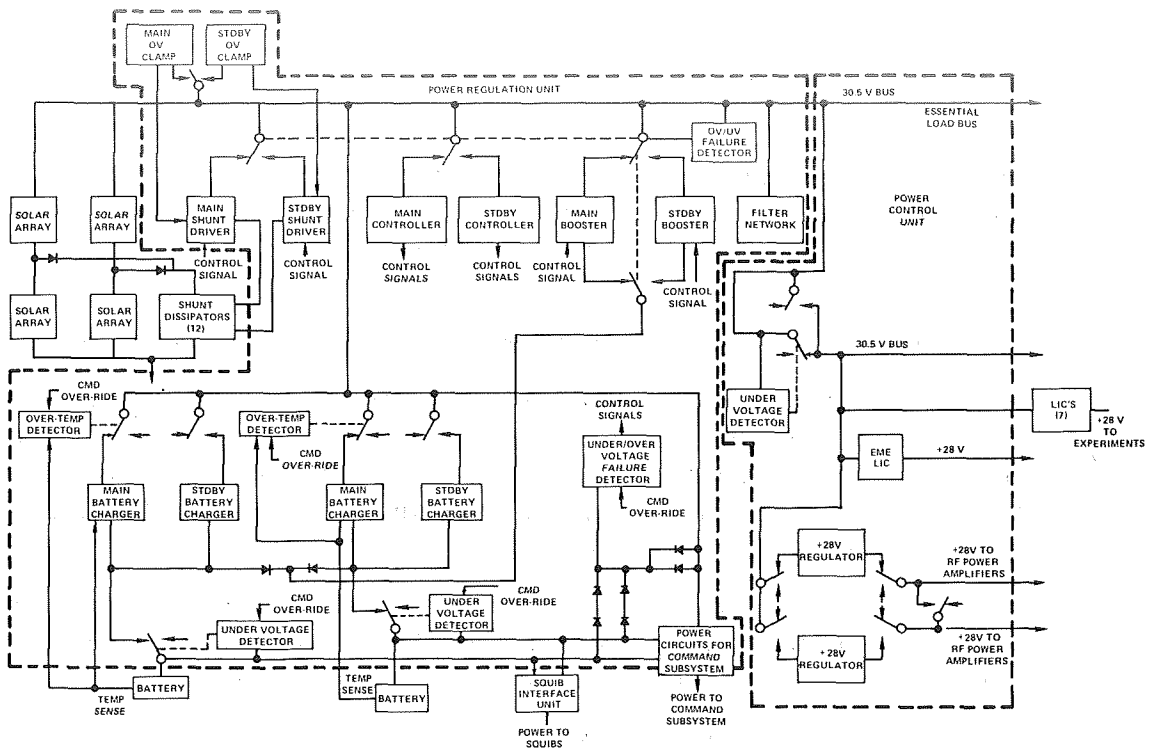 MAIN
OV
CLAMP
STDBY
OV
CLAMP
POWER REGULATION UNIT
30.5 V BUS
ESSENTIAL
LOAD BUS
OV/UV
FAILURE
DETECTOR
SOLAR
ARRAY
SOLAR
ARRAY
MAIN
SHUNT
DRIVER
STDBY
SHUNT
DRIVER
MAIN
CONTROLLER
STDBY
CONTROLLER
MAIN
BOOSTER
STDBY
BOOSTER
FILTER
NETWORK
POWER
CONTROL
UNIT
CONTROL
SIGNAL
CONTROL
SIGNAL
CONTROL
SIGNALS
CONTROL
SIGNALS
CONTROL
SIGNAL
CONTROL
SIGNAL
SOLAR
ARRAY
SOLAR
ARRAY
SHUNT
DISSIPATORS
(12)
30.5 V BUS
CMD
OVER-RIDE
OVER-TEMP
DETECTOR
OVER-TEMP
DETECTOR
CMD
OVER-RIDE
CONTROL
SIGNALS
UNDER/OVER
VOLTAGE
FAILURE
DETECTOR
CMD
OVER-RIDE
UNDER
VOLTAGE
DETECTOR
LIC'S
(7)
+28 V
TO
EXPERIMENTS
EME
LIC
+28 V
MAIN
BATTERY
CHARGER
STDBY
BATTERY
CHARGER
MAIN
BATTERY
CHARGER
STDBY
BATTERY
CHARGER
+28V
REGULATOR
+28V TO
RF POWER
AMPLIFIERS
CMD
OVER-RIDE
UNDER VOLTAGE
DETECTOR
UNDER
VOLTAGE
DETECTOR
CMD
OVER-RIDE
POWER
CIRCUITS FOR
COMMAND
SUBSYSTEM
+28V
REGULATOR
+28V TO
RF POWER
AMPLIFIERS
BATTERY
TEMP
SENSE
TEMP
SENSE
BATTERY
SQUIB
INTERFACE
UNIT
POWER TO
SQUIBS
POWER TO
COMMAND
SUBSYSTEM